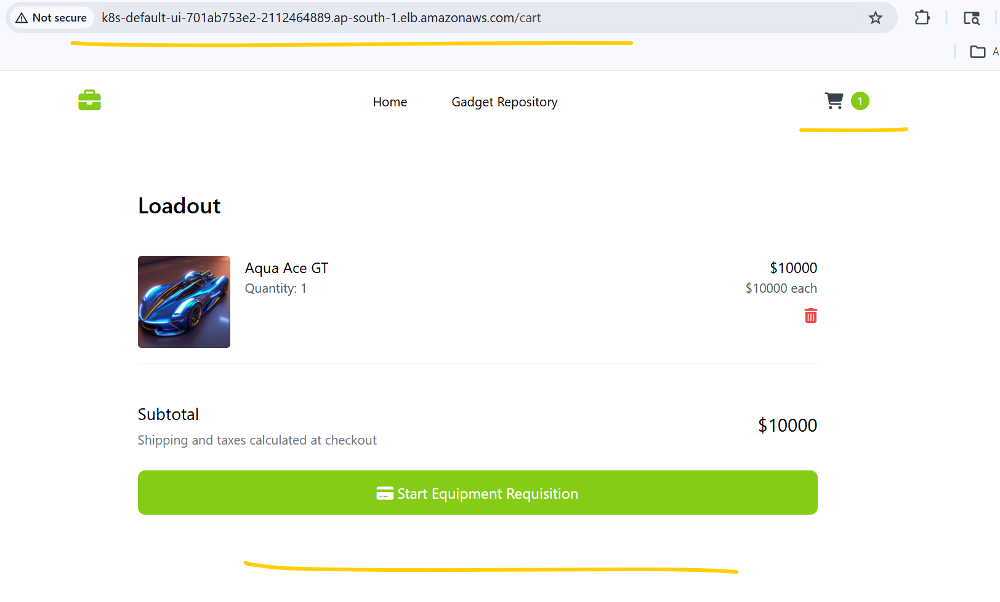 Not secure k8s-default-ui-701ab753e2-2112464889.ap-south-1.elb.amazonaws.com/cart
A
Home Gadget Repository 1
Loadout
Aqua Ace GT $10000
Quantity: 1 $10000 each
Subtotal
$10000
Shipping and taxes calculated at checkout
Start Equipment Requisition